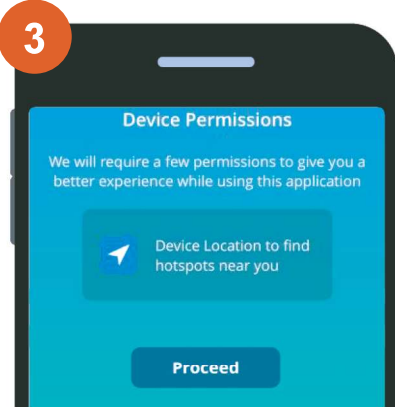 3
Device Permissions
We will require a few permissions to give you a
better experience while using this application
Device Location to find
hotspots near you
Proceed